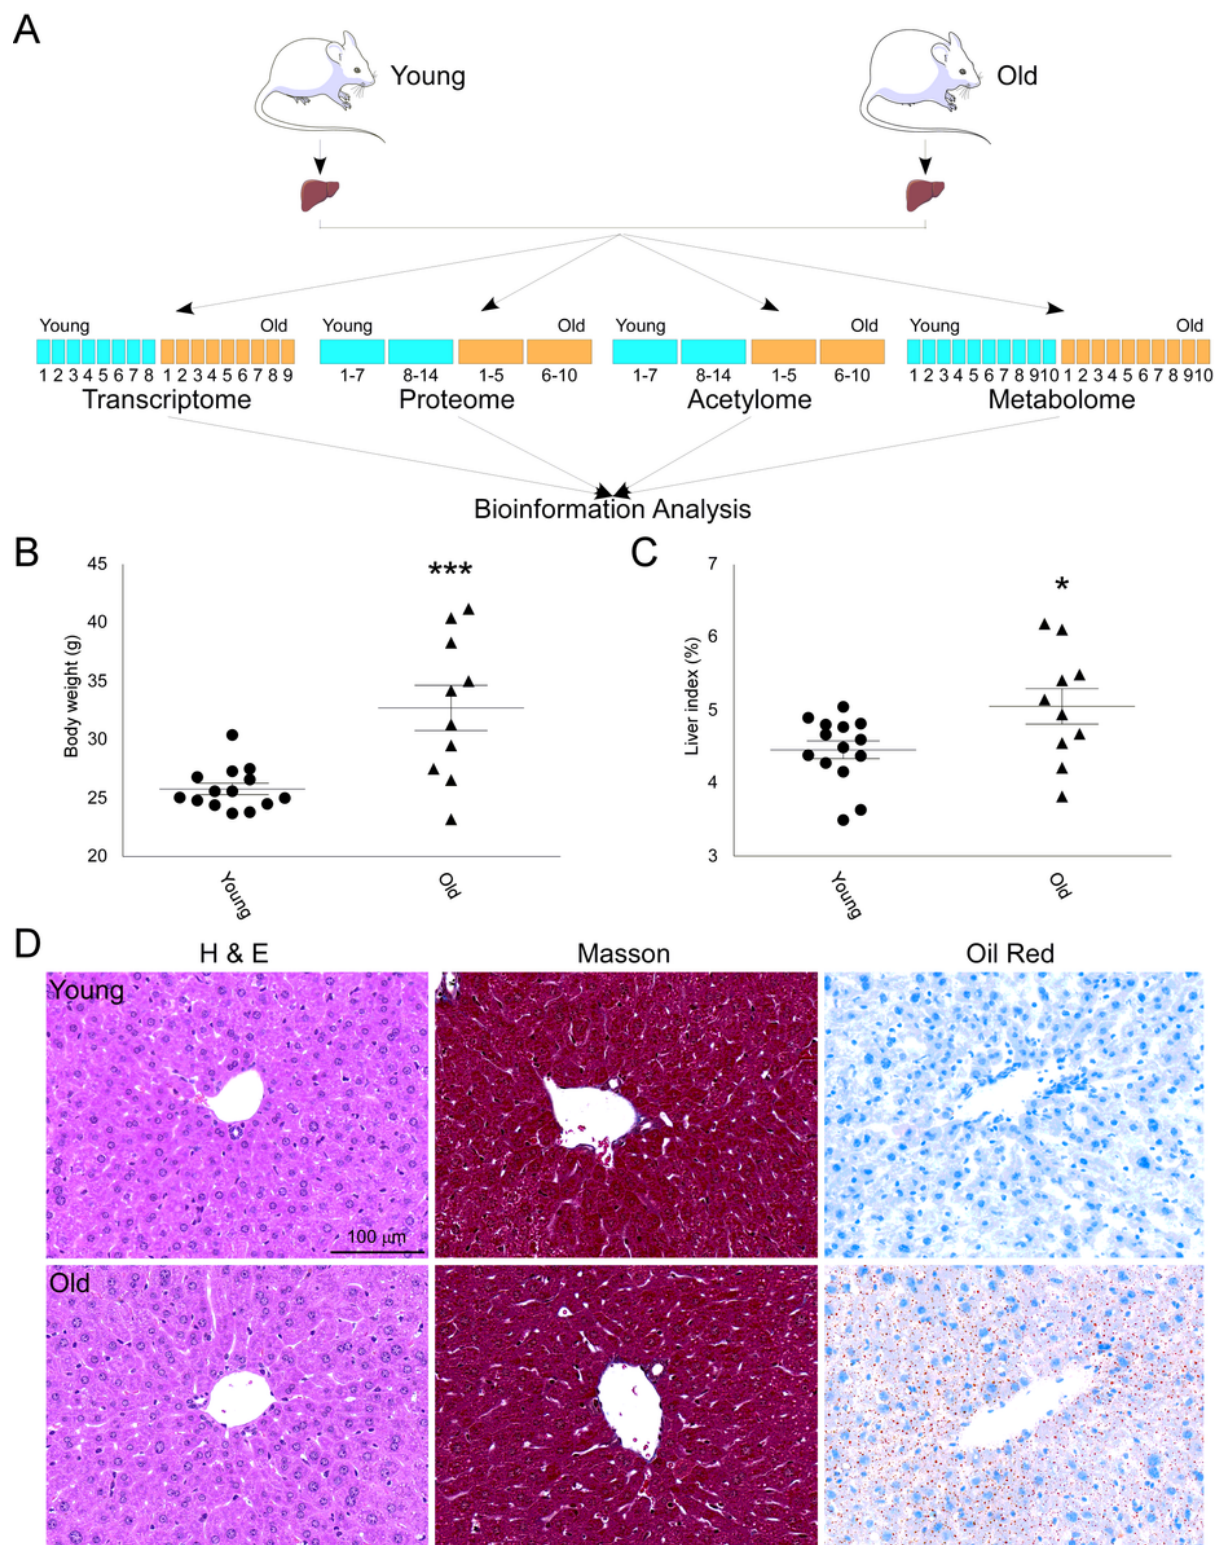 A
Young
Old
Young Old Young Old Young Old Young Old
1 2 3 4 5 6 7 8 1 2 3 4 5 6 7 8 9 1-7 8-14 1-5 6-10 1-7 8-14 1-5 6-10 1 2 3 4 5 6 7 8 9 10 1 2 3 4 5 6 7 8 9 10
Transcriptome Proteome Acetylome Metabolome
Bioinformation Analysis
B
45
40
35
30
25
20
Body weight (g)
***
Young
Old
C
7
6
5
4
3
Liver index (%)
*
Young
Old
D
H & E Masson Oil Red
Young
100 μm
Old